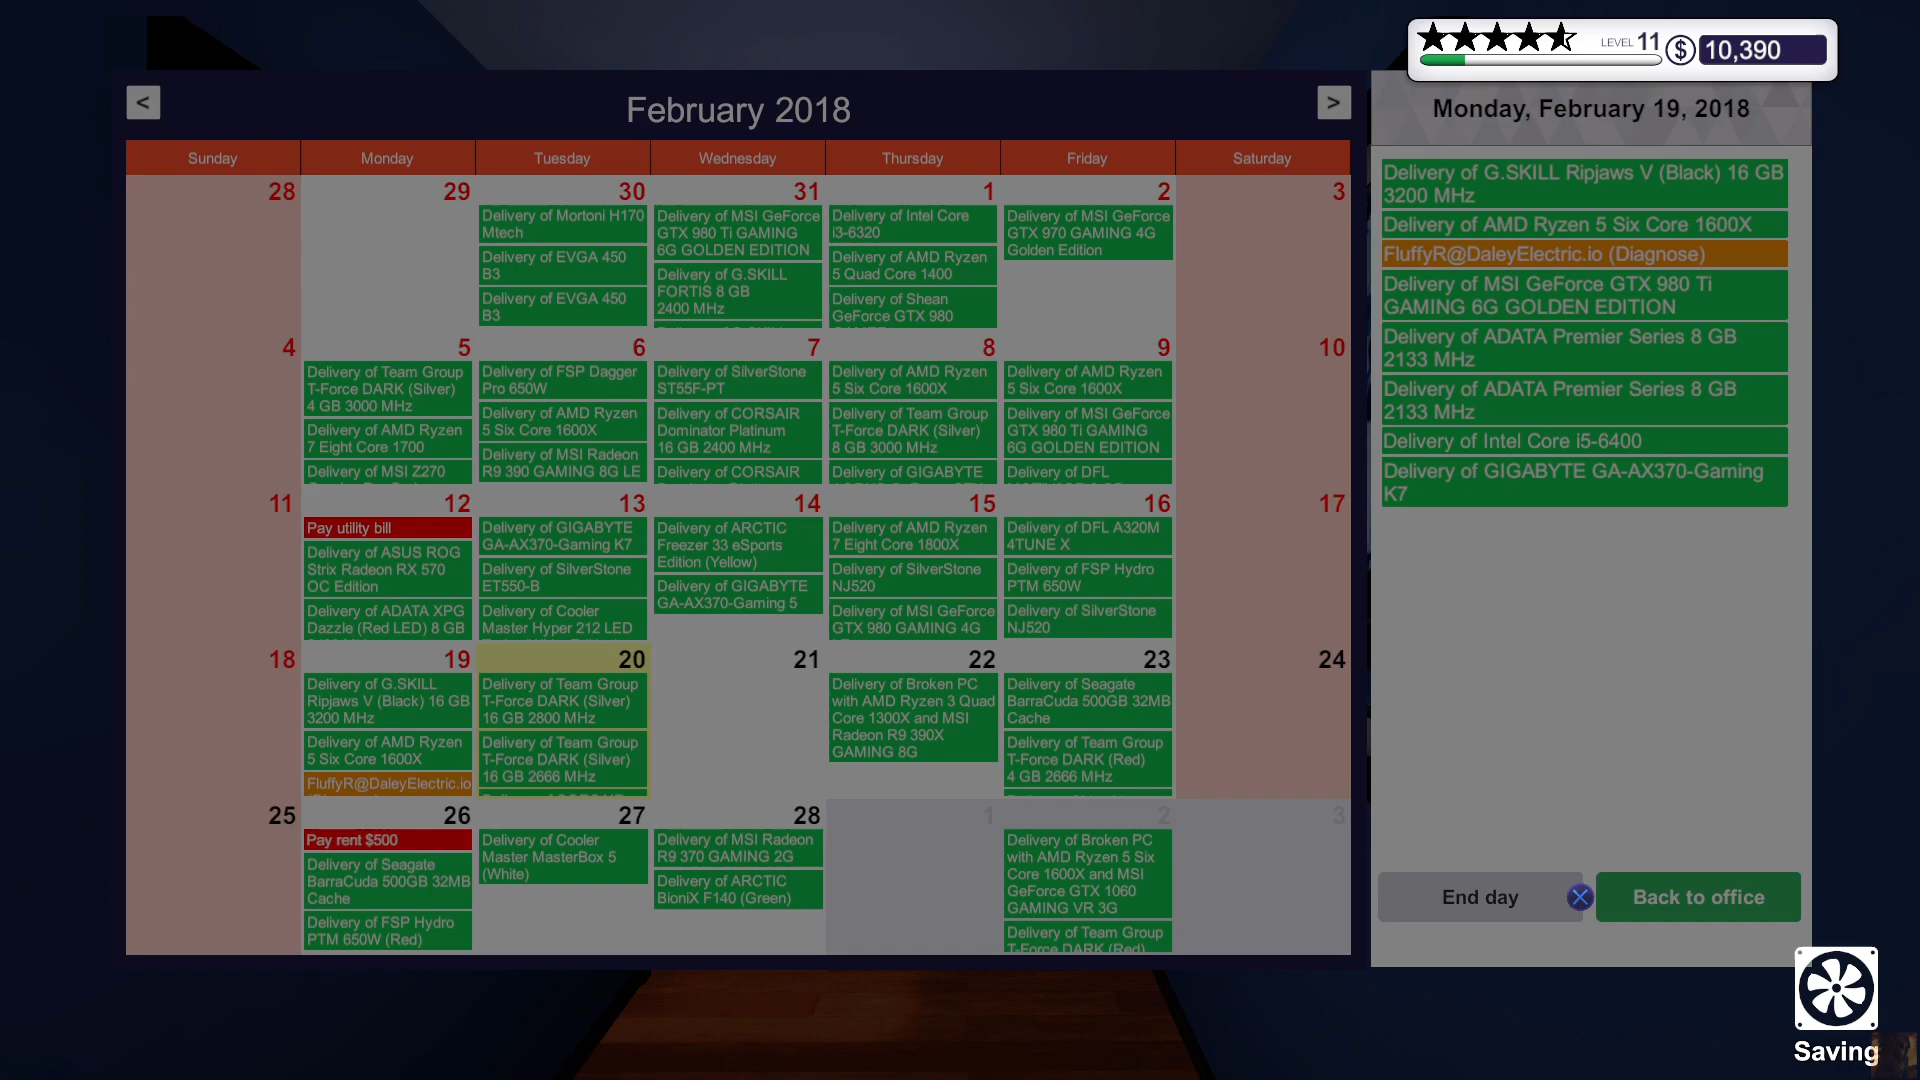 LEVEL 11
$ 10,390
<
February 2018
>
Monday, February 19, 2018
Sunday
Monday
Tuesday
Wednesday
Thursday
Friday
Saturday
28
29
30
Delivery of Mortoni H170
Mtech
Delivery of EVGA 450
B3
Delivery of EVGA 450
B3
31
Delivery of MSI GeForce
GTX 980 Ti GAMING
6G GOLDEN EDITION
Delivery of G.SKILL
FORTIS 8 GB
2400 MHz
1
Delivery of Intel Core
i3-6320
Delivery of AMD Ryzen
5 Quad Core 1400
Delivery of Shean
GeForce GTX 980
2
Delivery of MSI GeForce
GTX 970 GAMING 4G
Golden Edition
3
4
5
Delivery of Team Group
T-Force DARK (Silver)
4 GB 3000 MHz
Delivery of AMD Ryzen
7 Eight Core 1700
Delivery of MSI Z270
6
Delivery of FSP Dagger
Pro 650W
Delivery of AMD Ryzen
5 Six Core 1600X
Delivery of MSI Radeon
R9 390 GAMING 8G LE
7
Delivery of SilverStone
ST55F-PT
Delivery of CORSAIR
Dominator Platinum
16 GB 2400 MHz
Delivery of CORSAIR
8
Delivery of AMD Ryzen
5 Six Core 1600X
Delivery of Team Group
T-Force DARK (Silver)
8 GB 3000 MHz
Delivery of GIGABYTE
9
Delivery of AMD Ryzen
5 Six Core 1600X
Delivery of MSI GeForce
GTX 980 Ti GAMING
6G GOLDEN EDITION
Delivery of DFL
10
11
12
Pay utility bill
Delivery of ASUS ROG
Strix Radeon RX 570
OC Edition
Delivery of ADATA XPG
Dazzle (Red LED) 8 GB
13
Delivery of GIGABYTE
GA-AX370-Gaming K7
Delivery of SilverStone
ET550-B
Delivery of Cooler
Master Hyper 212 LED
14
Delivery of ARCTIC
Freezer 33 eSports
Edition (Yellow)
Delivery of GIGABYTE
GA-AX370-Gaming 5
15
Delivery of AMD Ryzen
7 Eight Core 1800X
Delivery of SilverStone
NJ520
Delivery of MSI GeForce
GTX 980 GAMING 4G
16
Delivery of DFL A320M
4TUNE X
Delivery of FSP Hydro
PTM 650W
Delivery of SilverStone
NJ520
17
18
19
Delivery of G.SKILL
Ripjaws V (Black) 16 GB
3200 MHz
Delivery of AMD Ryzen
5 Six Core 1600X
FluffyR@DaleyElectric.io
20
Delivery of Team Group
T-Force DARK (Silver)
16 GB 2800 MHz
Delivery of Team Group
T-Force DARK (Silver)
16 GB 2666 MHz
21
22
Delivery of Broken PC
with AMD Ryzen 3 Quad
Core 1300X and MSI
Radeon R9 390X
GAMING 8G
23
Delivery of Seagate
BarraCuda 500GB 32MB
Cache
Delivery of Team Group
T-Force DARK (Red)
4 GB 2666 MHz
24
25
26
Pay rent $500
Delivery of Seagate
BarraCuda 500GB 32MB
Cache
Delivery of FSP Hydro
PTM 650W (Red)
27
Delivery of Cooler
Master MasterBox 5
(White)
28
Delivery of MSI Radeon
R9 370 GAMING 2G
Delivery of ARCTIC
BioniX F140 (Green)
1
2
Delivery of Broken PC
with AMD Ryzen 5 Six
Core 1600X and MSI
GeForce GTX 1060
GAMING VR 3G
Delivery of Team Group
T-Force DARK (Red)
3
Delivery of G.SKILL Ripjaws V (Black) 16 GB
3200 MHz
Delivery of AMD Ryzen 5 Six Core 1600X
FluffyR@DaleyElectric.io (Diagnose)
Delivery of MSI GeForce GTX 980 Ti
GAMING 6G GOLDEN EDITION
Delivery of ADATA Premier Series 8 GB
2133 MHz
Delivery of ADATA Premier Series 8 GB
2133 MHz
Delivery of Intel Core i5-6400
Delivery of GIGABYTE GA-AX370-Gaming
K7
End day
Back to office
Saving